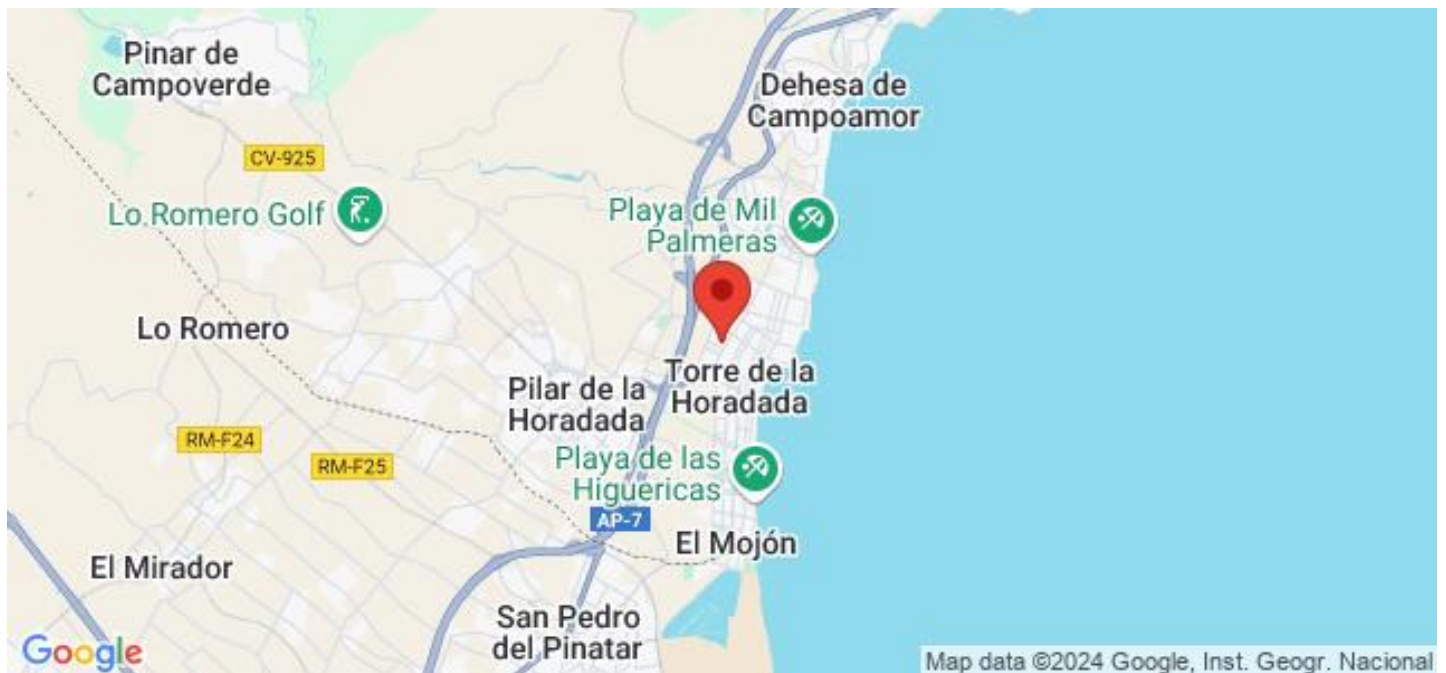 Pinar de
Campoverde
Dehesa de
Campoamor
CV-925
Lo Romero Golf
Playa de Mil
Palmeras
Lo Romero
Torre de la
Horadada
Pilar de la
Horadada
RM-F24
RM-F25
Playa de las
Higuericas
AP-7
El Mojón
El Mirador
San Pedro
del Pinatar
Google
Map data ©2024 Google, Inst. Geogr. Nacional